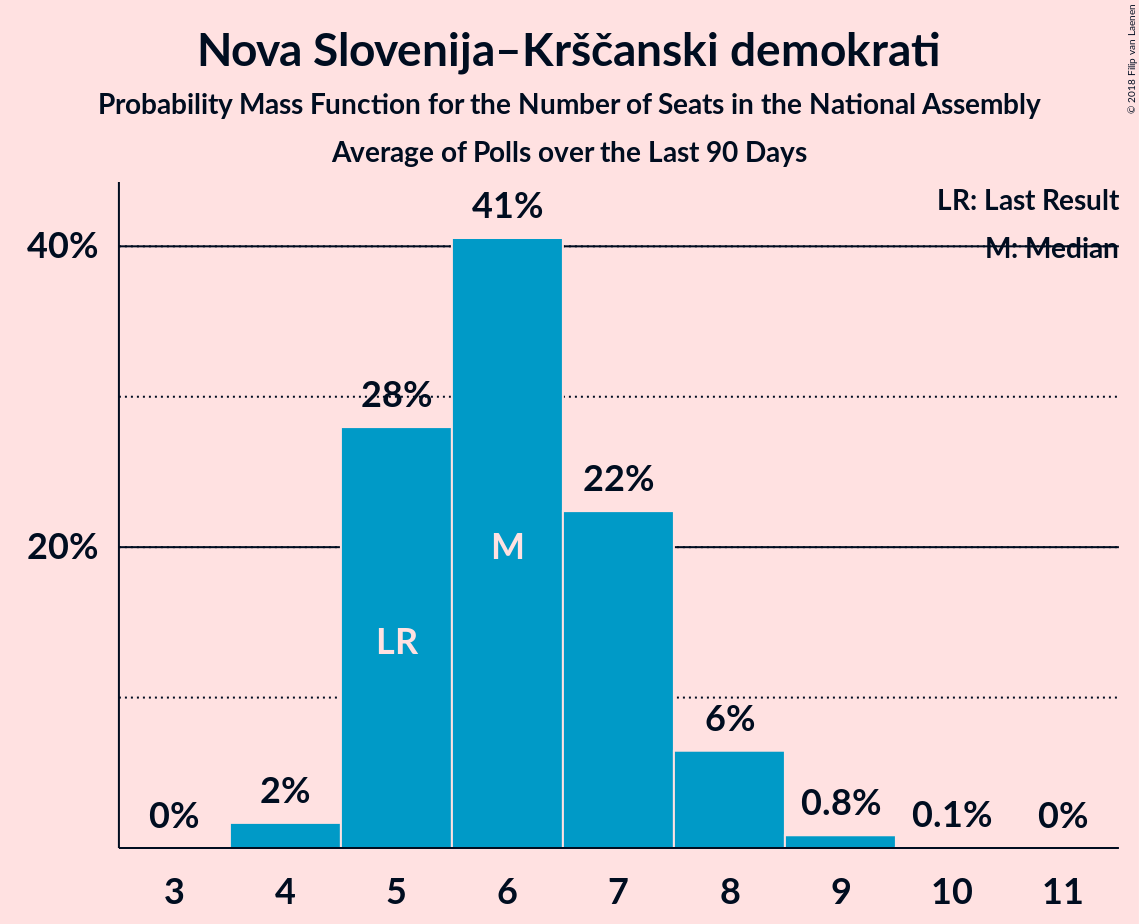 Nova Slovenija–Krščanski demokrati
Probability Mass Function for the Number of Seats in the National Assembly
Average of Polls over the Last 90 Days
© 2018 Filip van Laenen
LR: Last Result
M: Median
40%
20%
0%
2%
28%
41%
22%
6%
0.8%
0.1%
0%
LR
M
3 4 5 6 7 8 9 10 11